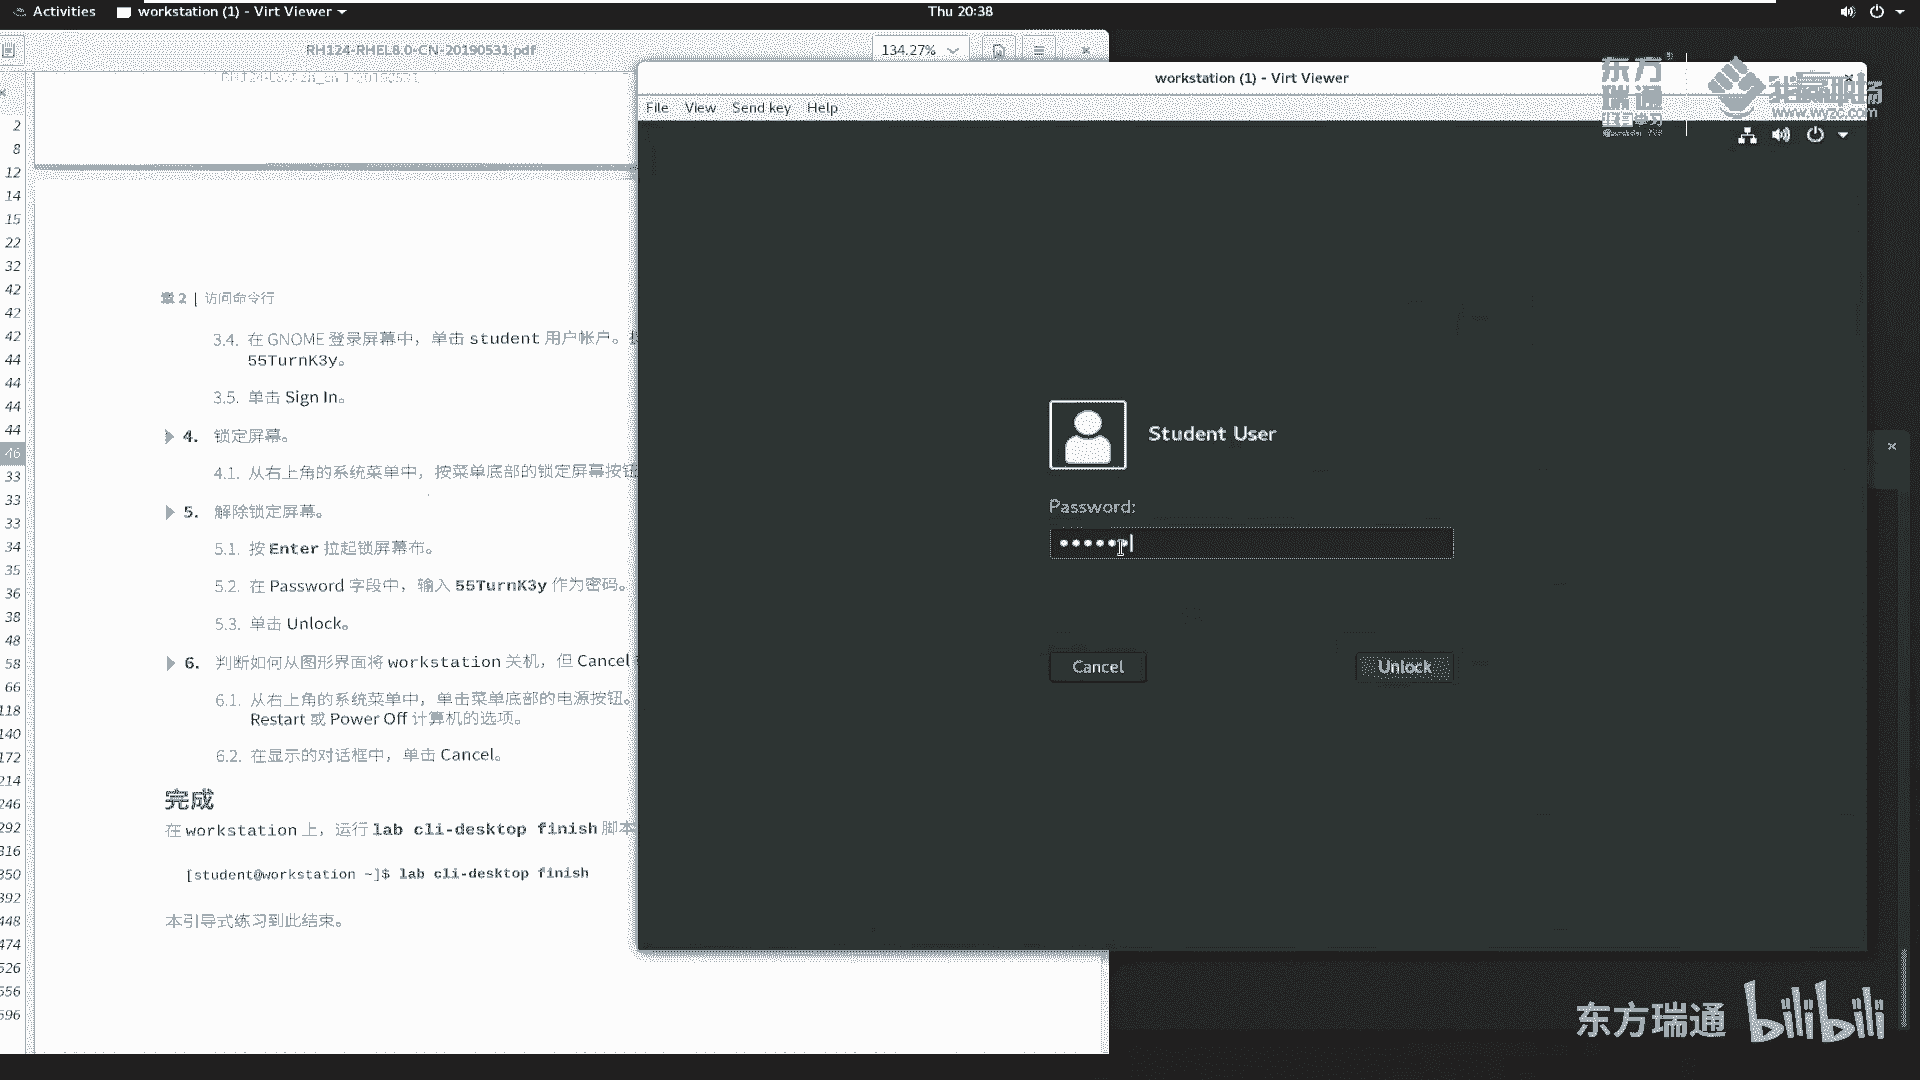 Activities
workstation (1) - Virt Viewer
Thu 20:38
RH124-RHEL8.0-CN-20190531.pdf
134.27%
2
8
12
14
15
22
32
42
42
42
44
44
44
44
46
33
33
33
34
35
36
38
48
58
66
118
140
172
214
246
292
316
350
392
448
474
526
556
596
章 2 | 访问命令行
3.4. 在 GNOME 登录屏幕中，单击 student 用户帐户。
55TurnK3y。
3.5. 单击 Sign In。
4. 锁定屏幕。
4.1. 从右上角的系统菜单中，按菜单底部的锁定屏幕按钮
5. 解除锁定屏幕。
5.1. 按 Enter 拉起锁屏幕布。
5.2. 在 Password 字段中，输入 55TurnK3y 作为密码。
5.3. 单击 Unlock。
6. 判断如何从图形界面将 workstation 关机，但 Cancel
6.1. 从右上角的系统菜单中，单击菜单底部的电源按钮。
Restart 或 Power Off 计算机的选项。
6.2. 在显示的对话框中，单击 Cancel。
完成
在 workstation 上，运行 lab cli-desktop finish 脚本
[student@workstation ~]$ lab cli-desktop finish
本引导式练习到此结束。
workstation (1) - Virt Viewer
File View Send key Help
Student User
Password:
Cancel
Unlock
东方
瑞通
我赢职场
www.wyzc.com
东方瑞通 bilibili